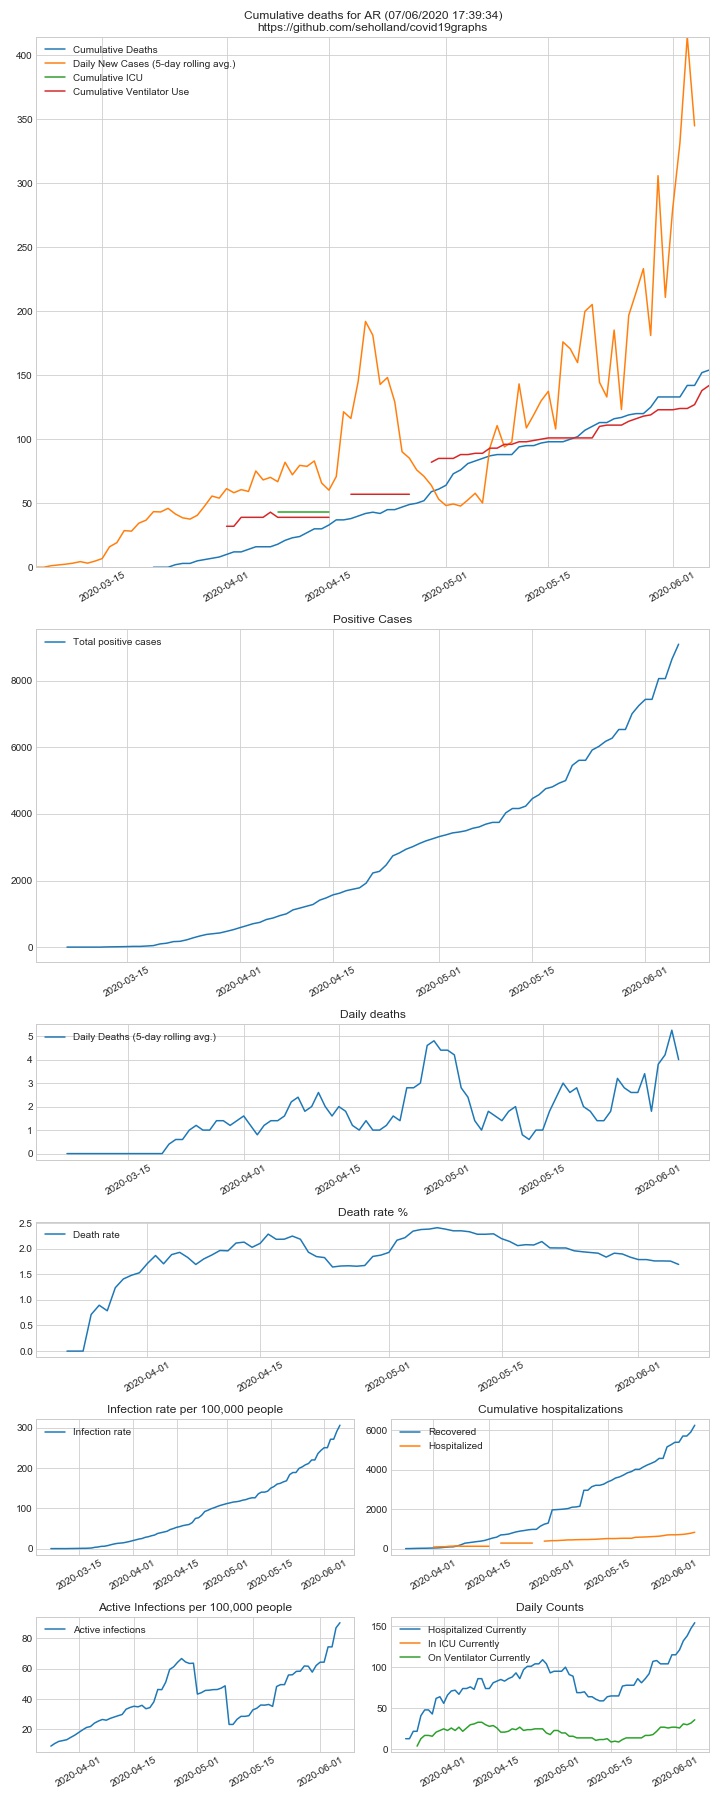 Cumulative deaths for AR (07/06/2020 17:39:34)
https://github.com/seholland/covid19graphs
Cumulative Deaths
Daily New Cases (5-day rolling avg.)
Cumulative ICU
Cumulative Ventilator Use
400
350
300
250
200
150
100
50
0
2020-03-15 2020-04-01 2020-04-15 2020-05-01 2020-05-15 2020-06-01
Positive Cases
Total positive cases
8000
6000
4000
2000
0
2020-03-15 2020-04-01 2020-04-15 2020-05-01 2020-05-15 2020-06-01
Daily deaths
Daily Deaths (5-day rolling avg.)
5
4
3
2
1
0
2020-03-15 2020-04-01 2020-04-15 2020-05-01 2020-05-15 2020-06-01
Death rate %
Death rate
2.5
2.0
1.5
1.0
0.5
0.0
2020-04-01 2020-04-15 2020-05-01 2020-05-15 2020-06-01
Infection rate per 100,000 people
Infection rate
300
200
100
0
2020-03-15 2020-04-01 2020-04-15 2020-05-01 2020-05-15 2020-06-01
Cumulative hospitalizations
Recovered
Hospitalized
6000
4000
2000
0
2020-04-01 2020-04-15 2020-05-01 2020-05-15 2020-06-01
Active Infections per 100,000 people
Active infections
80
60
40
20
2020-04-01 2020-04-15 2020-05-01 2020-05-15 2020-06-01
Daily Counts
Hospitalized Currently
In ICU Currently
On Ventilator Currently
150
100
50
0
2020-04-01 2020-04-15 2020-05-01 2020-05-15 2020-06-01